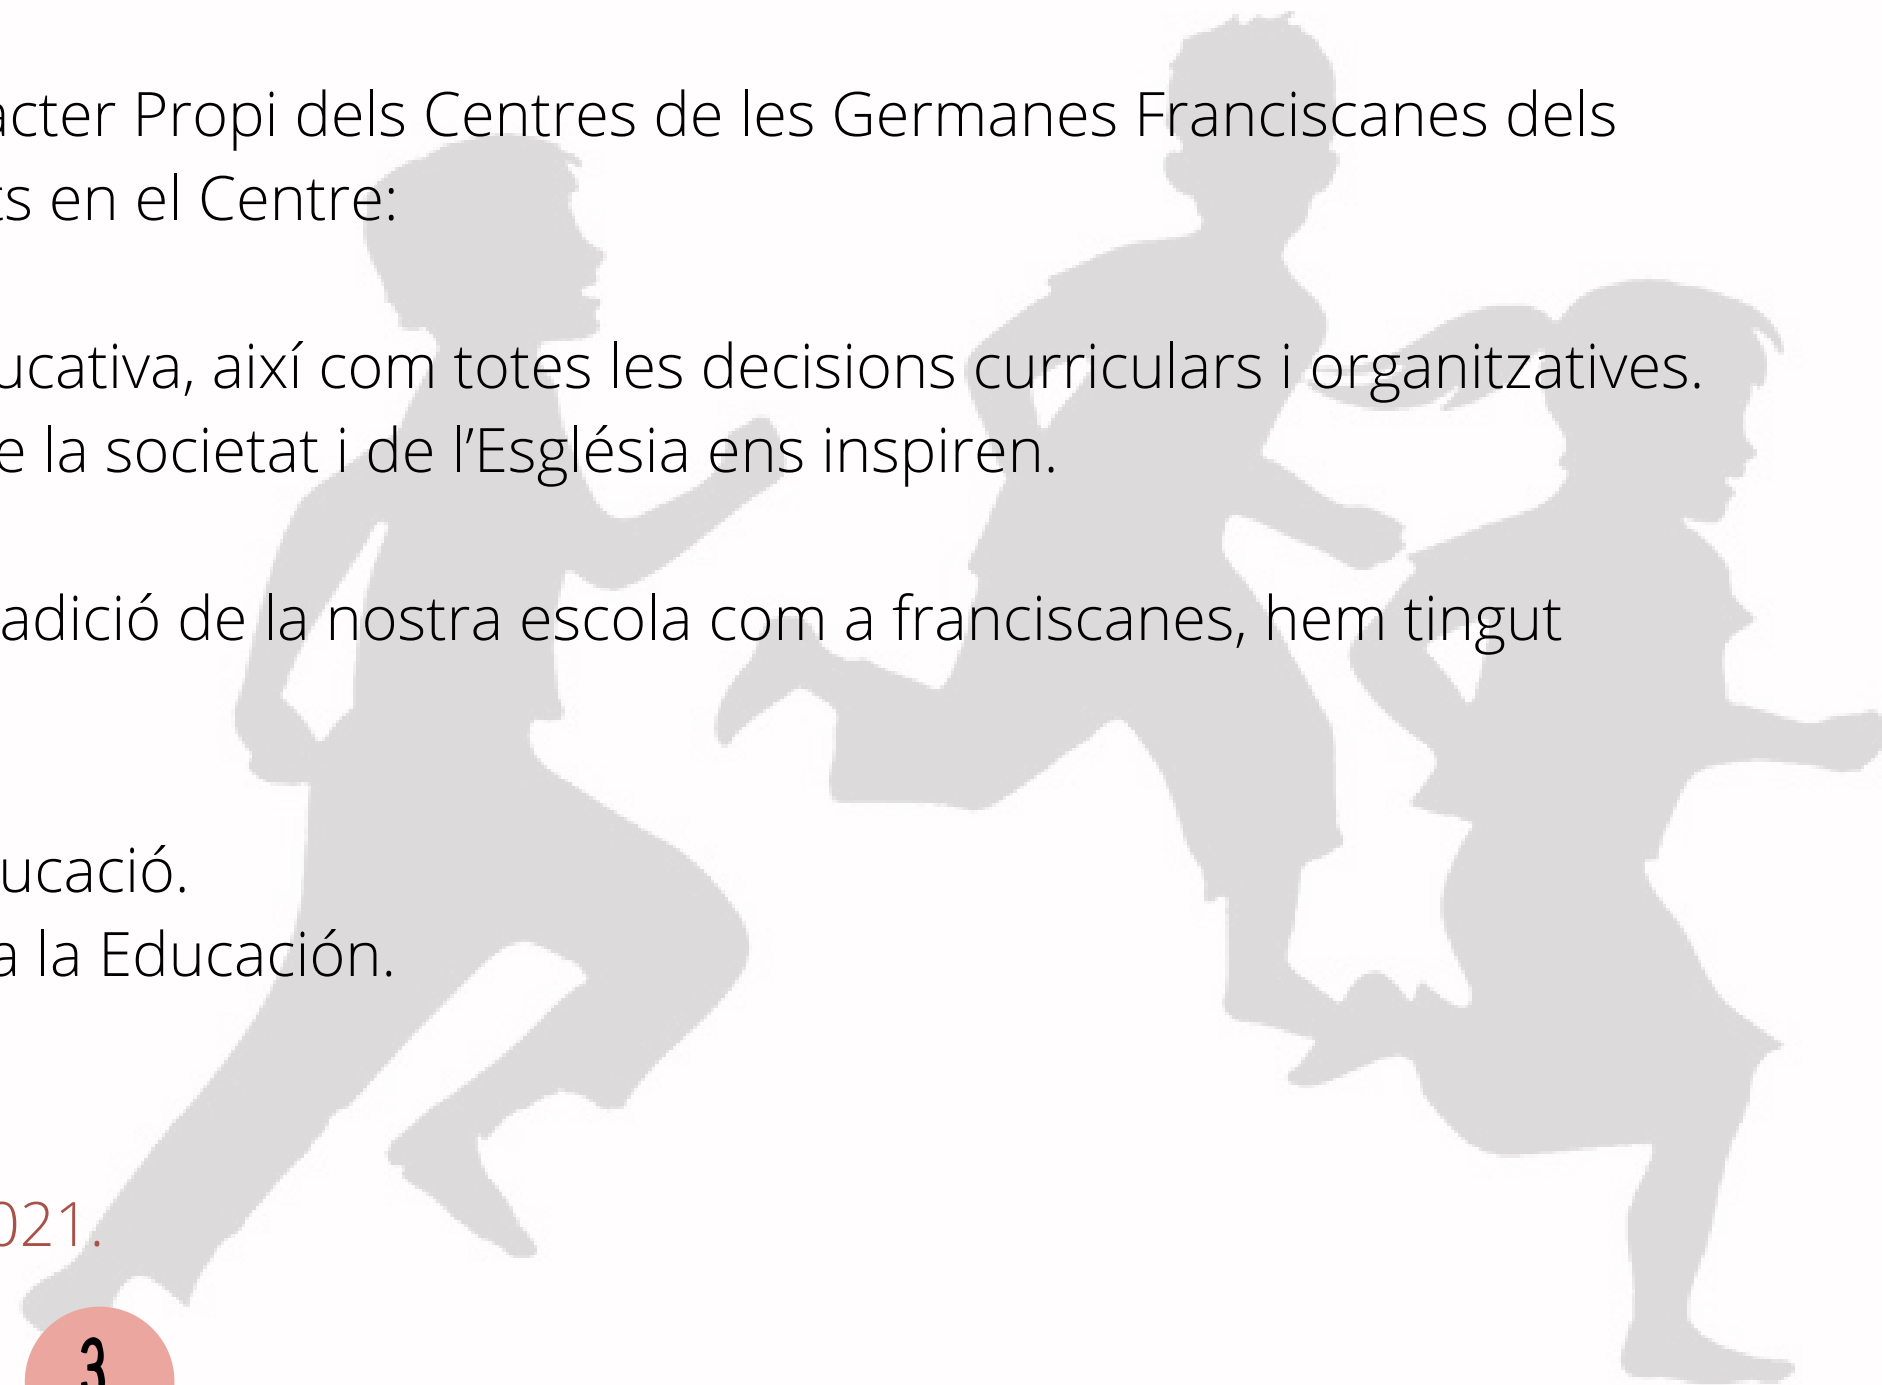 acter Propi dels Centres de les Germanes Franciscanes dels
ts en el Centre:
ucativa, així com totes les decisions curriculars i organitzatives.
e la societat i de l’Església ens inspiren.
adició de la nostra escola com a franciscanes, hem tingut
ucació.
a la Educación.
021.
3